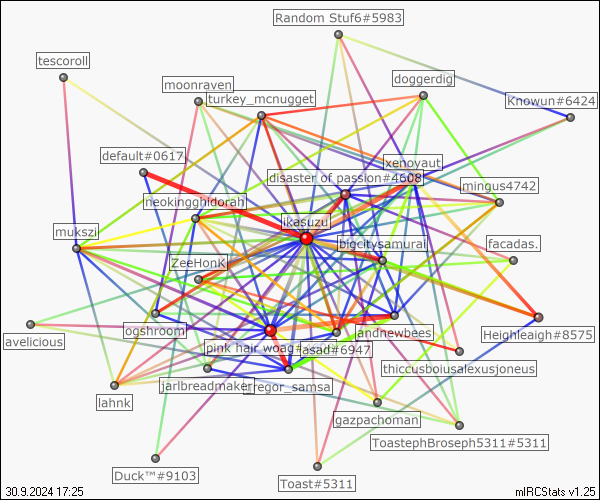 Random Stuf6#5983
tescoroll
doggerdig
moonraven
turkey_mcnugget
Knowun#6424
default#0617
xenoyaut
disaster of passion#4608
mingus4742
neokingghidorah
ikasuzu
mukszi
bigcitysamurai
facadas.
ZeeHonK
avelicious
ogshroom
andnewbees
Heighleaigh#8575
pink hair
jasad#6947
thiccusboiusalexusjoneus
jarlbreadmaker
gregor_samsa
lahnk
gazpachoman
ToastephBroseph5311#5311
Duck™#9103
Toast#5311
30.9.2024 17:25
mIRCStats v1.25